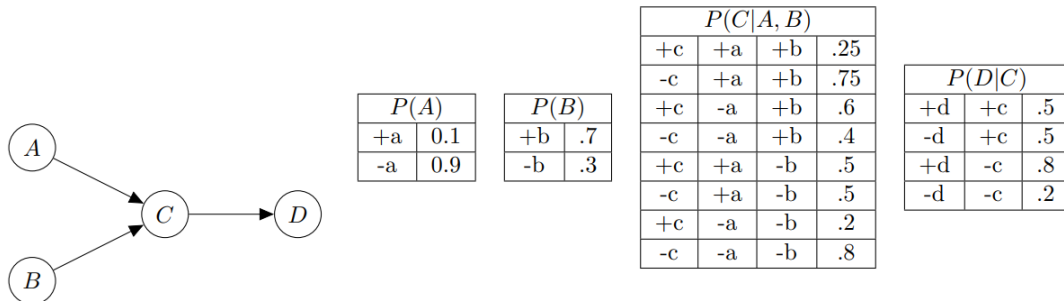 A
B
C
D
P(A)
+a 0.1
-a 0.9
P(B)
+b .7
-b .3
P(C|A, B)
+c +a +b .25
-c +a +b .75
+c -a +b .6
-c -a +b .4
+c +a -b .5
-c +a -b .5
+c -a -b .2
-c -a -b .8
P(D|C)
+d +c .5
-d +c .5
+d -c .8
-d -c .2